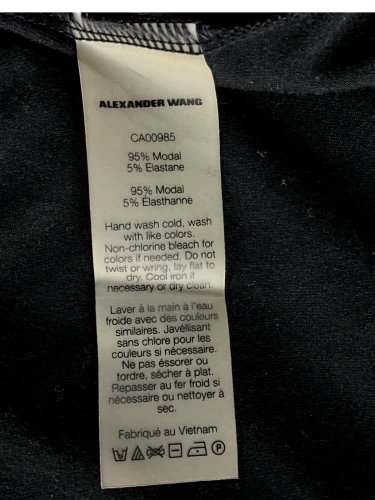 ALEXANDER WANG
CA00985
95% Modal
5% Elastane
95% Modal
5% Élasthanne
Hand wash cold, wash
with like colors.
Non-chlorine bleach for
colors if needed. Do not
twist or wring, lay flat to
dry. Cool iron if
necessary or dry clean.
Laver à la main à l'eau
froide avec des couleurs
similaires. Javéllisant
sans chlore pour les
couleurs si nécessaire.
Ne pas éssorer ou
tordre, sécher à plat.
Repasser au fer froid si
nécessaire ou nettoyer à
sec.
Fabriqué au Vietnam
P